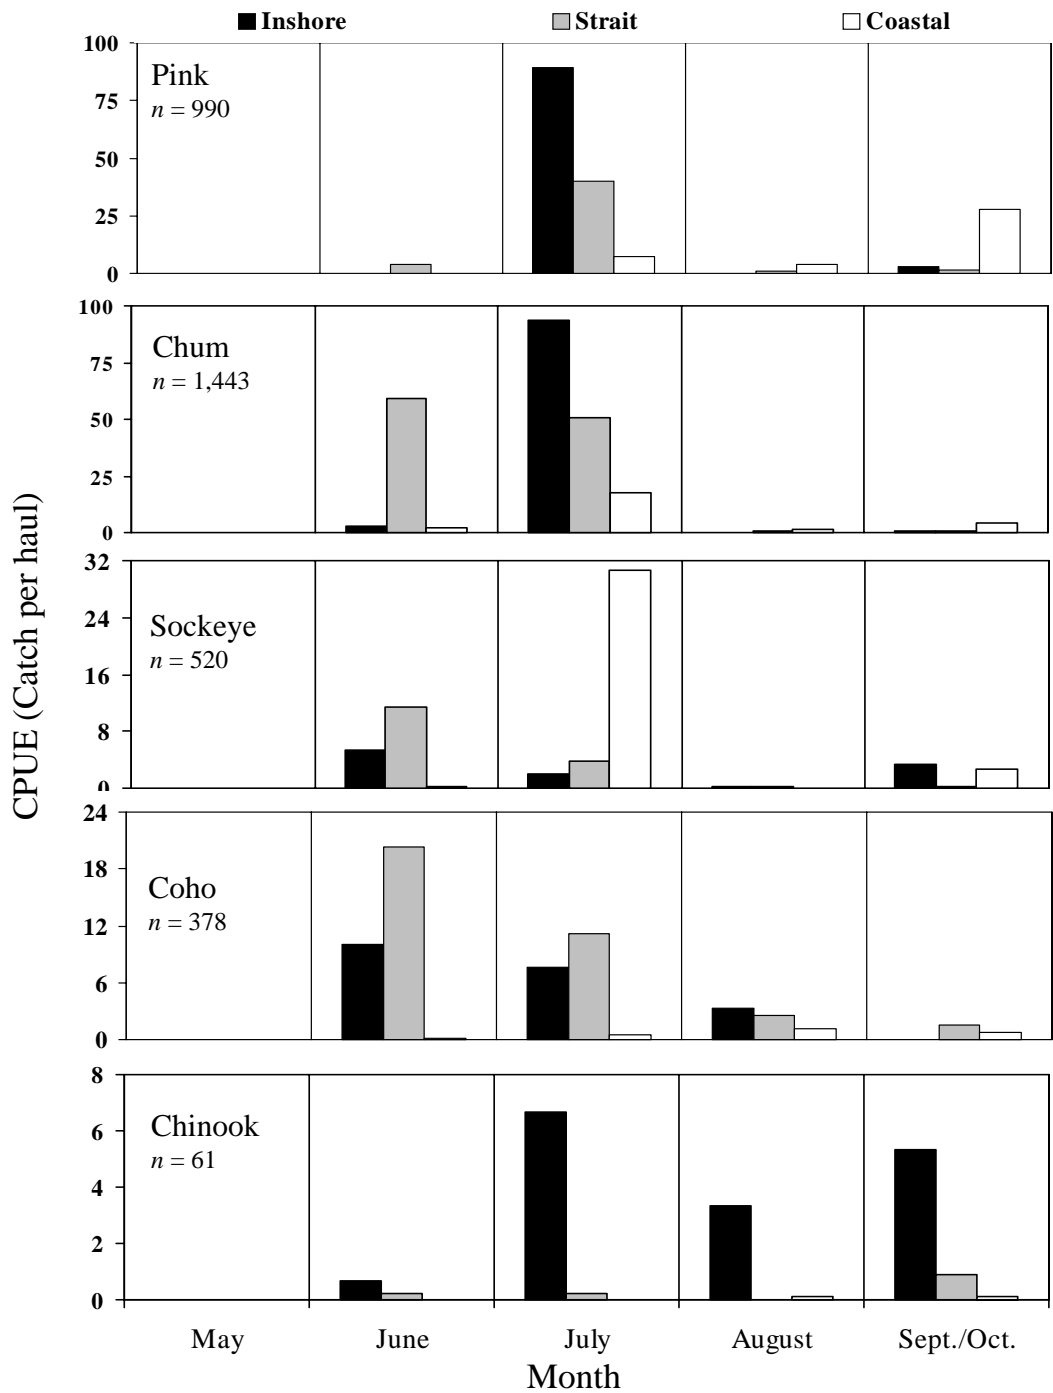 Inshore Strait Coastal
100
Pink
75
n = 990
50
25
0
100
Chum
75
n = 1,443
50
25
0
32
24
Sockeye
n = 520
16
8
0
24
18
Coho
n = 378
12
6
0
8
Chinook
6
n = 61
4
2
0
CPUE (Catch per haul)
May June July August Sept./Oct.
Month